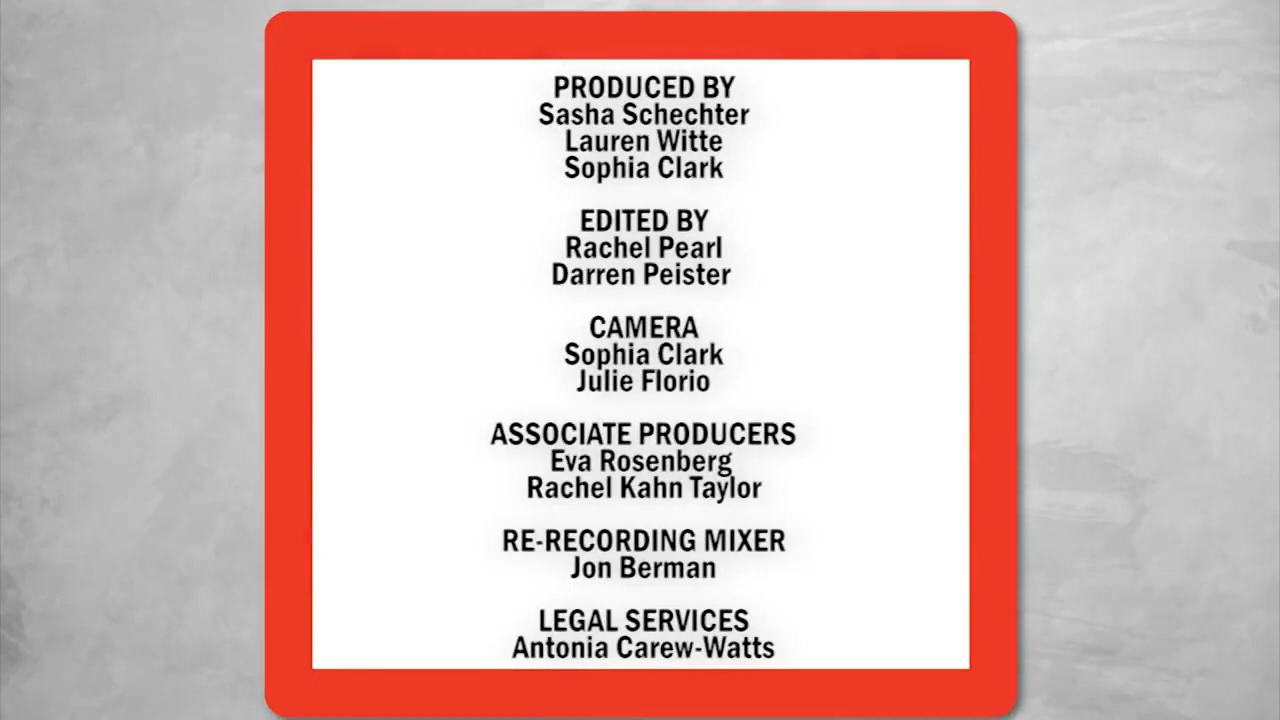 PRODUCED BY
Sasha Schechter
Lauren Witte
Sophia Clark
EDITED BY
Rachel Pearl
Darren Peister
CAMERA
Sophia Clark
Julie Florio
ASSOCIATE PRODUCERS
Eva Rosenberg
Rachel Kahn Taylor
RE-RECORDING MIXER
Jon Berman
LEGAL SERVICES
Antonia Carew-Watts